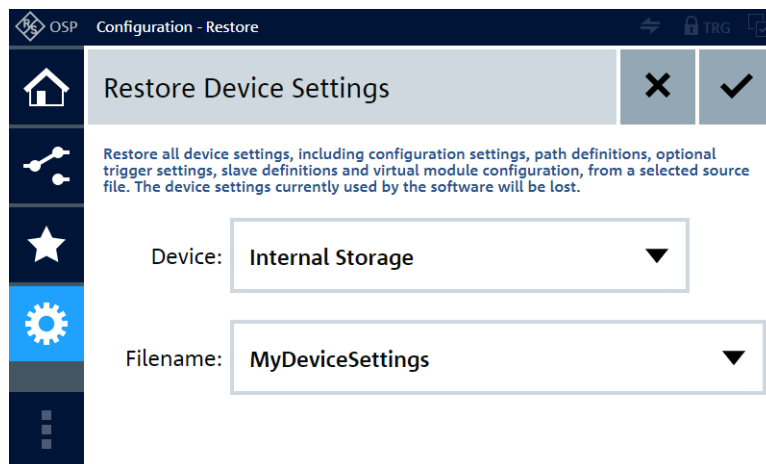 R&S OSP Configuration - Restore TRG
Restore Device Settings
Restore all device settings, including configuration settings, path definitions, optional
trigger settings, slave definitions and virtual module configuration, from a selected source
file. The device settings currently used by the software will be lost.
Device: Internal Storage
Filename: MyDeviceSettings